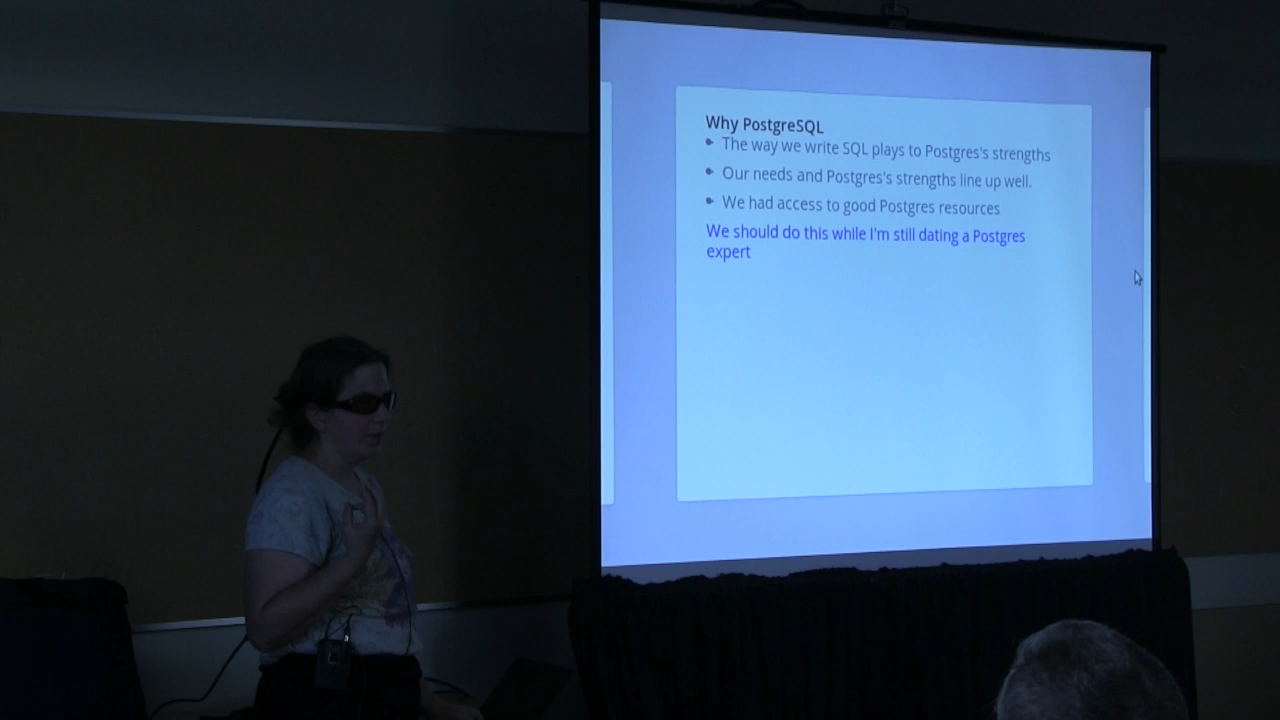 Why PostgreSQL
The way we write SQL plays to Postgres's strengths
Our needs and Postgres's strengths line up well.
We had access to good Postgres resources
We should do this while I'm still dating a Postgres
expert